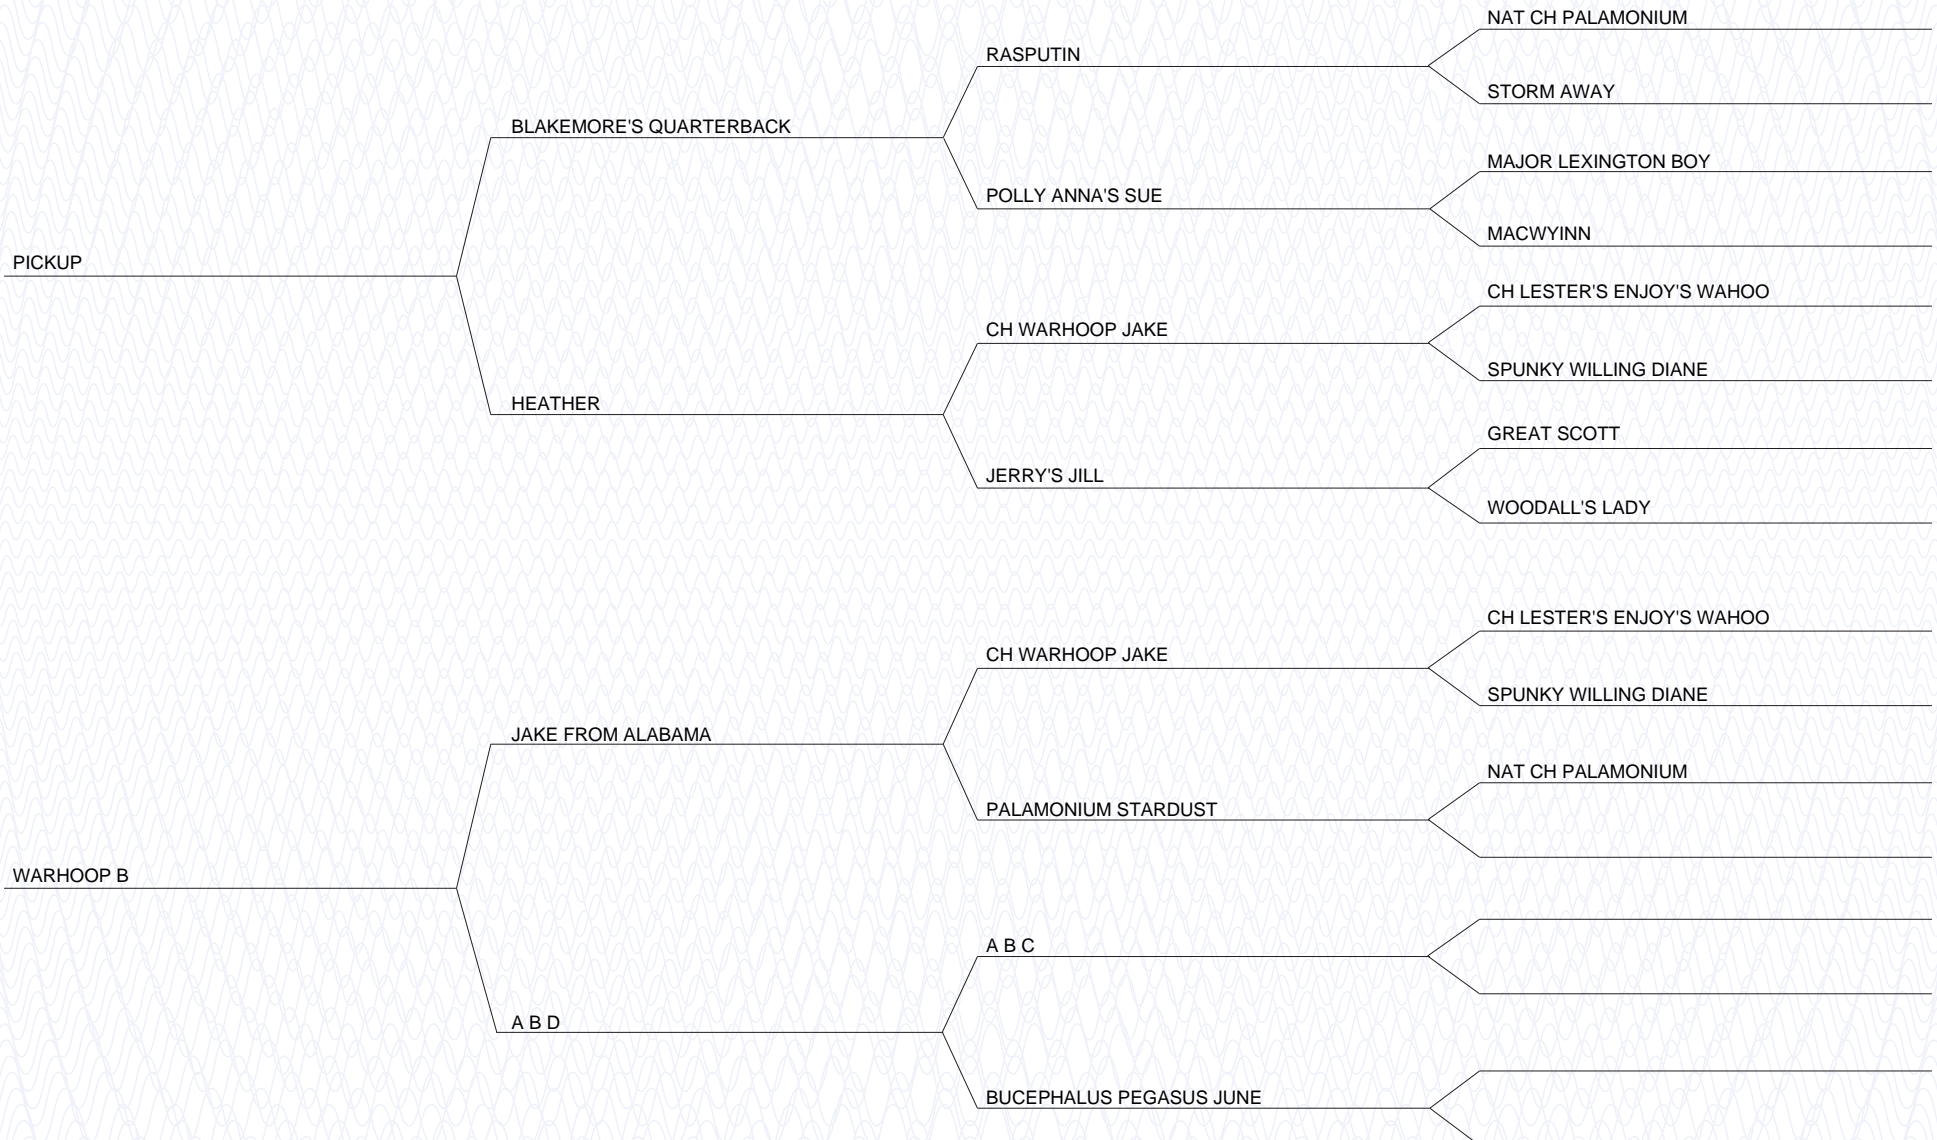 NAT CH PALAMONIUM
RASPUTIN
STORM AWAY
BLAKEMORE'S QUARTERBACK
MAJOR LEXINGTON BOY
POLLY ANNA'S SUE
MACWYINN
PICKUP
CH LESTER'S ENJOY'S WAHOO
CH WARHOOP JAKE
SPUNKY WILLING DIANE
HEATHER
GREAT SCOTT
JERRY'S JILL
WOODALL'S LADY
CH LESTER'S ENJOY'S WAHOO
CH WARHOOP JAKE
SPUNKY WILLING DIANE
JAKE FROM ALABAMA
NAT CH PALAMONIUM
PALAMONIUM STARDUST
WARHOOP B
A B C
A B D
BUCEPHALUS PEGASUS JUNE